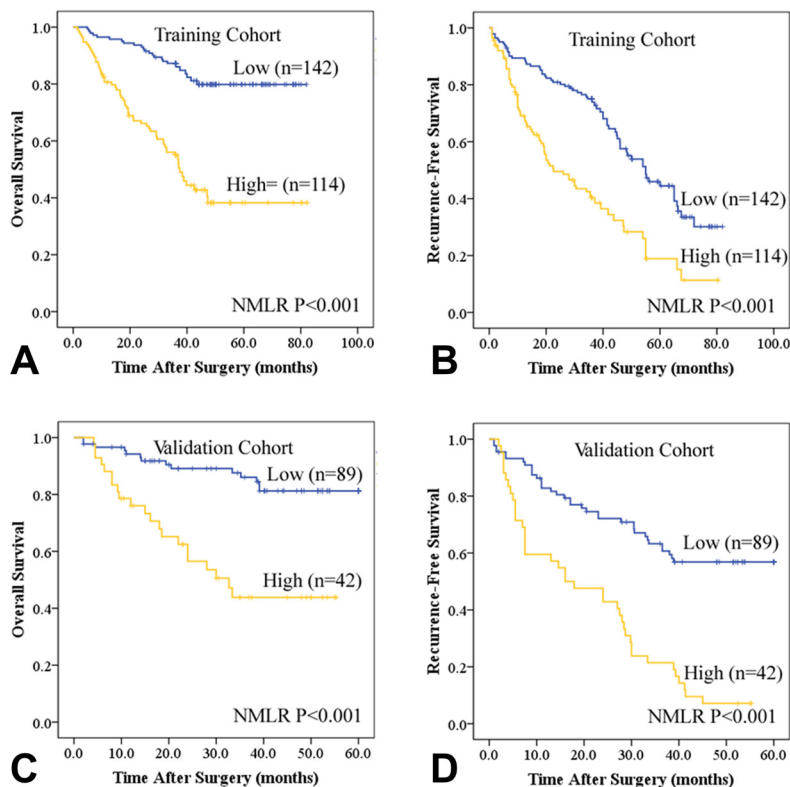 Training Cohort
Low (n=142)
High= (n=114)
NMLR P<0.001
Overall Survival
1.0
0.8
0.6
0.4
0.2
0.0
0.0 20.0 40.0 60.0 80.0 100.0
Time After Surgery (months)
A
Training Cohort
Low (n=142)
High (n=114)
NMLR P<0.001
Recurrence-Free Survival
1.0
0.8
0.6
0.4
0.2
0.0
0.0 20.0 40.0 60.0 80.0 100.0
Time After Surgery (months)
B
Validation Cohort
Low (n=89)
High (n=42)
NMLR P<0.001
Overall Survival
1.0
0.8
0.6
0.4
0.2
0.0
0.0 10.0 20.0 30.0 40.0 50.0 60.0
Time After Surgery (months)
C
Validation Cohort
Low (n=89)
High (n=42)
NMLR P<0.001
Recurrence-Free Survival
1.0
0.8
0.6
0.4
0.2
0.0
0.0 10.0 20.0 30.0 40.0 50.0 60.0
Time After Surgery (months)
D